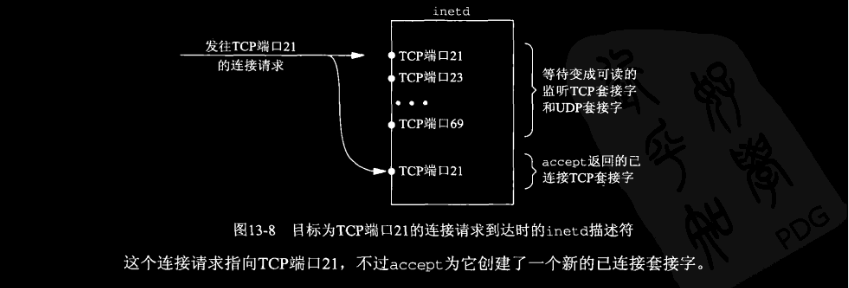 inetd
发往TCP端口21
的连接请求
TCP端口21
TCP端口23
...
TCP端口69
TCP端口21
等待变成可读的
监听TCP套接字
和UDP套接字
accept返回的已
连接TCP套接字
图13-8 目标为TCP端口21的连接请求到达时的inetd描述符
这个连接请求指向TCP端口21，不过accept为它创建了一个新的已连接套接字。
PDG